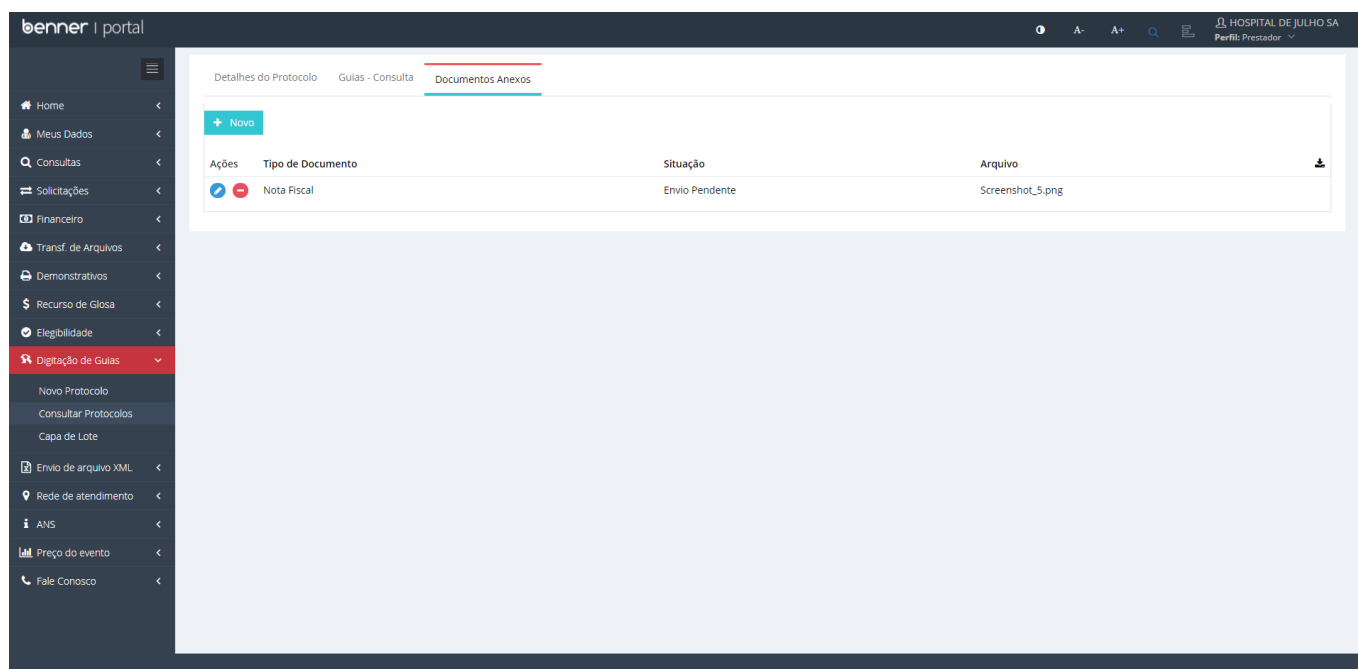 benner | portal
A- A+
HOSPITAL DE JULHO SA
Perfil: Prestador
Home
Meus Dados
Consultas
Solicitações
Financeiro
Transf. de Arquivos
Demonstrativos
Recurso de Glosa
Elegibilidade
Digitação de Guias
Novo Protocolo
Consultar Protocolos
Capa de Lote
Envio de arquivo XML
Rede de atendimento
ANS
Preço do evento
Fale Conosco
Detalhes do Protocolo Guias - Consulta Documentos Anexos
+ Novo
Ações Tipo de Documento Situação Arquivo
Nota Fiscal Envio Pendente Screenshot_5.png